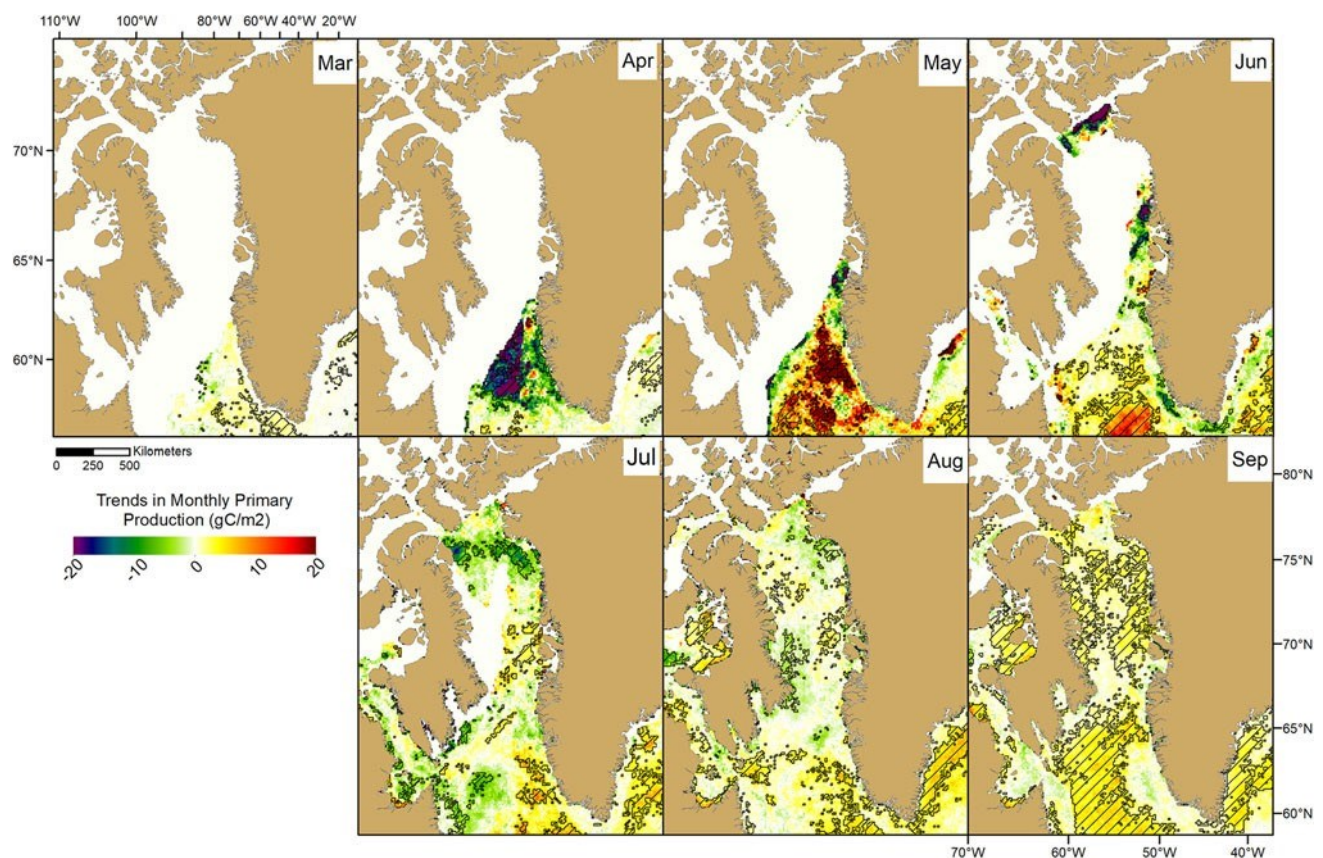 110°W 100°W 80°W 60°W 40°W 20°W
Mar
Apr
May
Jun
70°N
65°N
60°N
Kilometers
0 250 500
Trends in Monthly Primary
Production (gC/m2)
-20 -10 0 10 20
Jul
Aug
Sep
80°N
75°N
70°N
65°N
60°N
70°W 60°W 50°W 40°W